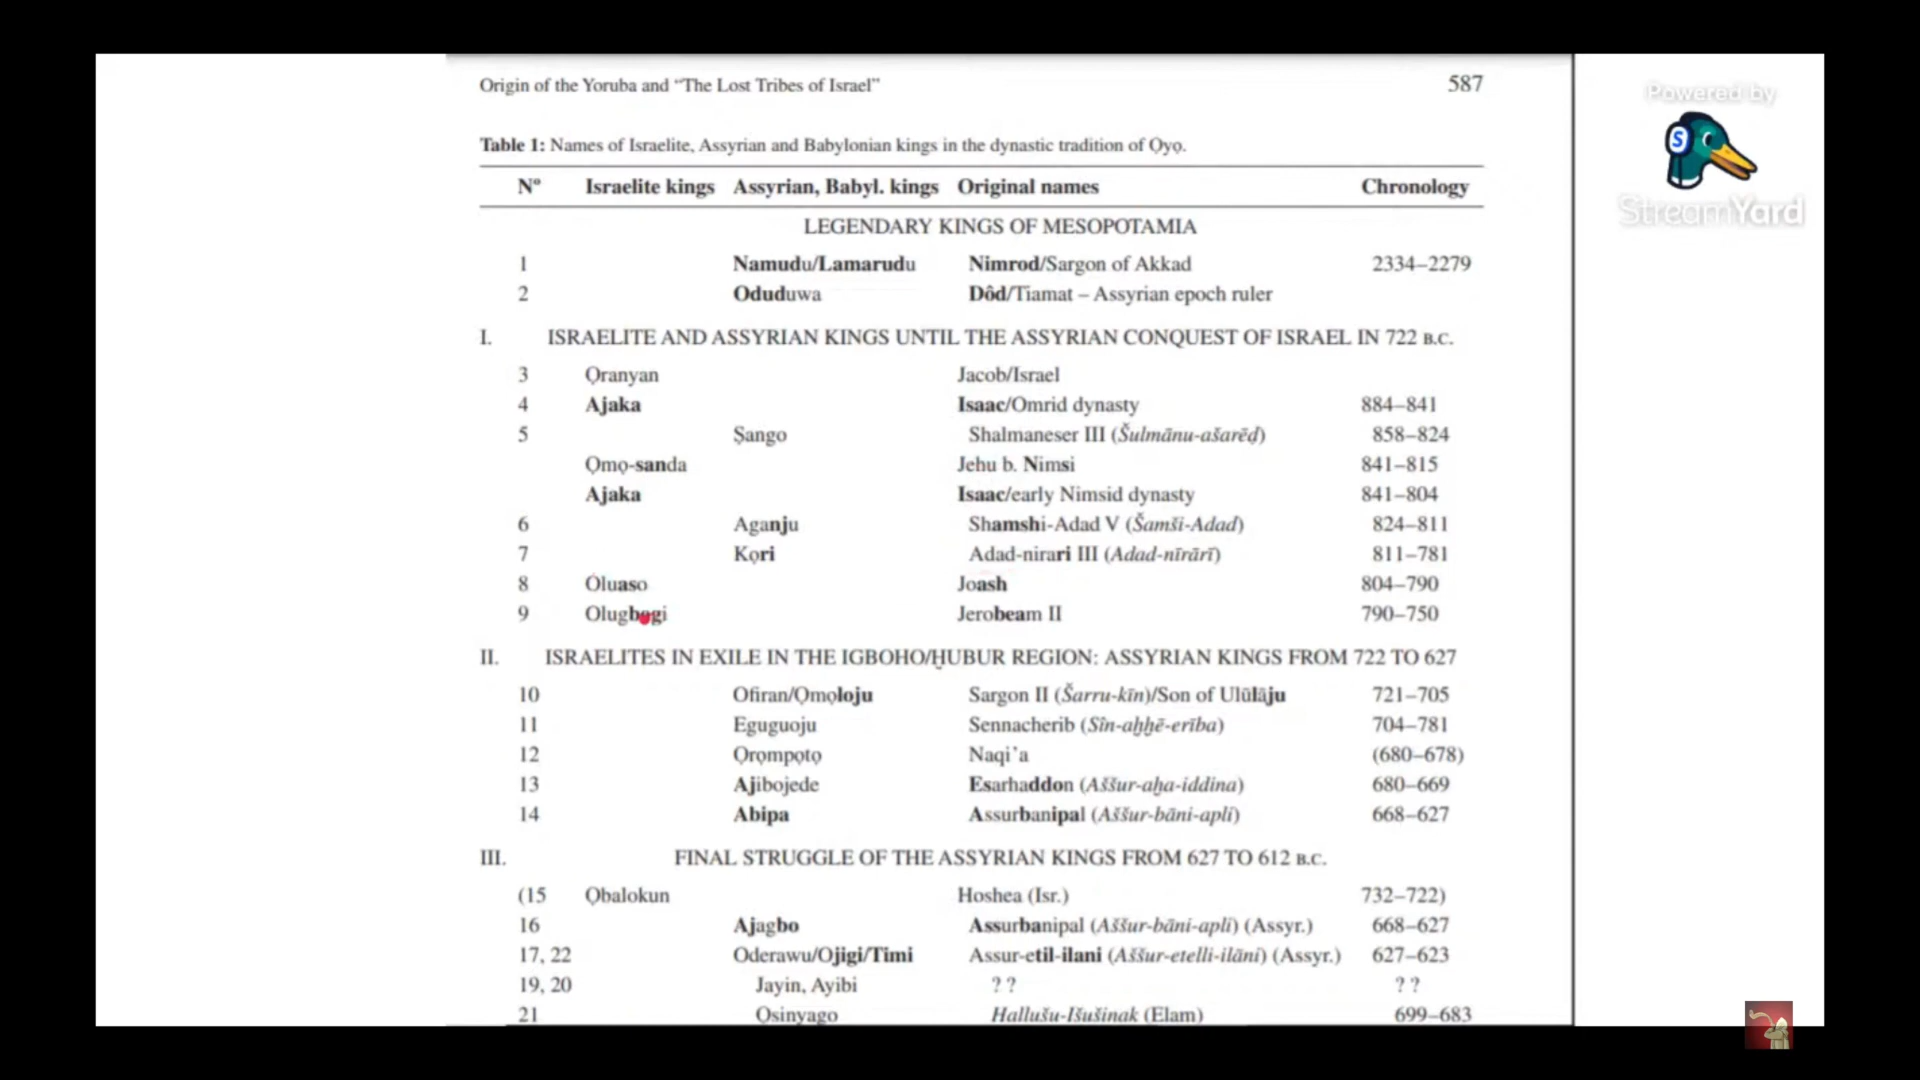 Origin of the Yoruba and “The Lost Tribes of Israel” 587
Table 1: Names of Israelite, Assyrian and Babylonian kings in the dynastic tradition of Ọyọ.
Nº Israelite kings Assyrian, Babyl. kings Original names Chronology
LEGENDARY KINGS OF MESOPOTAMIA
1 Namudu/Lamarudu Nimrod/Sargon of Akkad 2334–2279
2 Oduduwa Dôd/Tiamat – Assyrian epoch ruler
I. ISRAELITE AND ASSYRIAN KINGS UNTIL THE ASSYRIAN CONQUEST OF ISRAEL IN 722 B.C.
3 Ọranyan Jacob/Israel
4 Ajaka Isaac/Omrid dynasty 884–841
5 Ṣango Shalmaneser III (Šulmānu-ašarēḍ) 858–824
Ọmọ-sanda Jehu b. Nimsi 841–815
Ajaka Isaac/early Nimsid dynasty 841–804
6 Aganju Shamshi-Adad V (Šamši-Adad) 824–811
7 Kọri Adad-nirari III (Adad-nīrārī) 811–781
8 Oluaso Joash 804–790
9 Olugbogi Jerobeam II 790–750
II. ISRAELITES IN EXILE IN THE IGBOHO/ḪUBUR REGION: ASSYRIAN KINGS FROM 722 TO 627
10 Ofiran/Ọmọloju Sargon II (Šarru-kīn)/Son of Ulūlāju 721–705
11 Eguguoju Sennacherib (Sîn-aḫḫē-erība) 704–781
12 Ọrọmpọtọ Naqi’a (680–678)
13 Ajibojede Esarhaddon (Aššur-aḫa-iddina) 680–669
14 Abipa Assurbanipal (Aššur-bāni-apli) 668–627
III. FINAL STRUGGLE OF THE ASSYRIAN KINGS FROM 627 TO 612 B.C.
(15 Ọbalokun Hoshea (Isr.) 732–722)
16 Ajagbo Assurbanipal (Aššur-bāni-apli) (Assyr.) 668–627
17, 22 Oderawu/Ojigi/Timi Assur-etil-ilani (Aššur-etelli-ilāni) (Assyr.) 627–623
19, 20 Jayin, Ayibi ? ? ? ?
21 Osinyago Hallušu-Išušinak (Elam) 699–683
Powered by
S
StreamYard